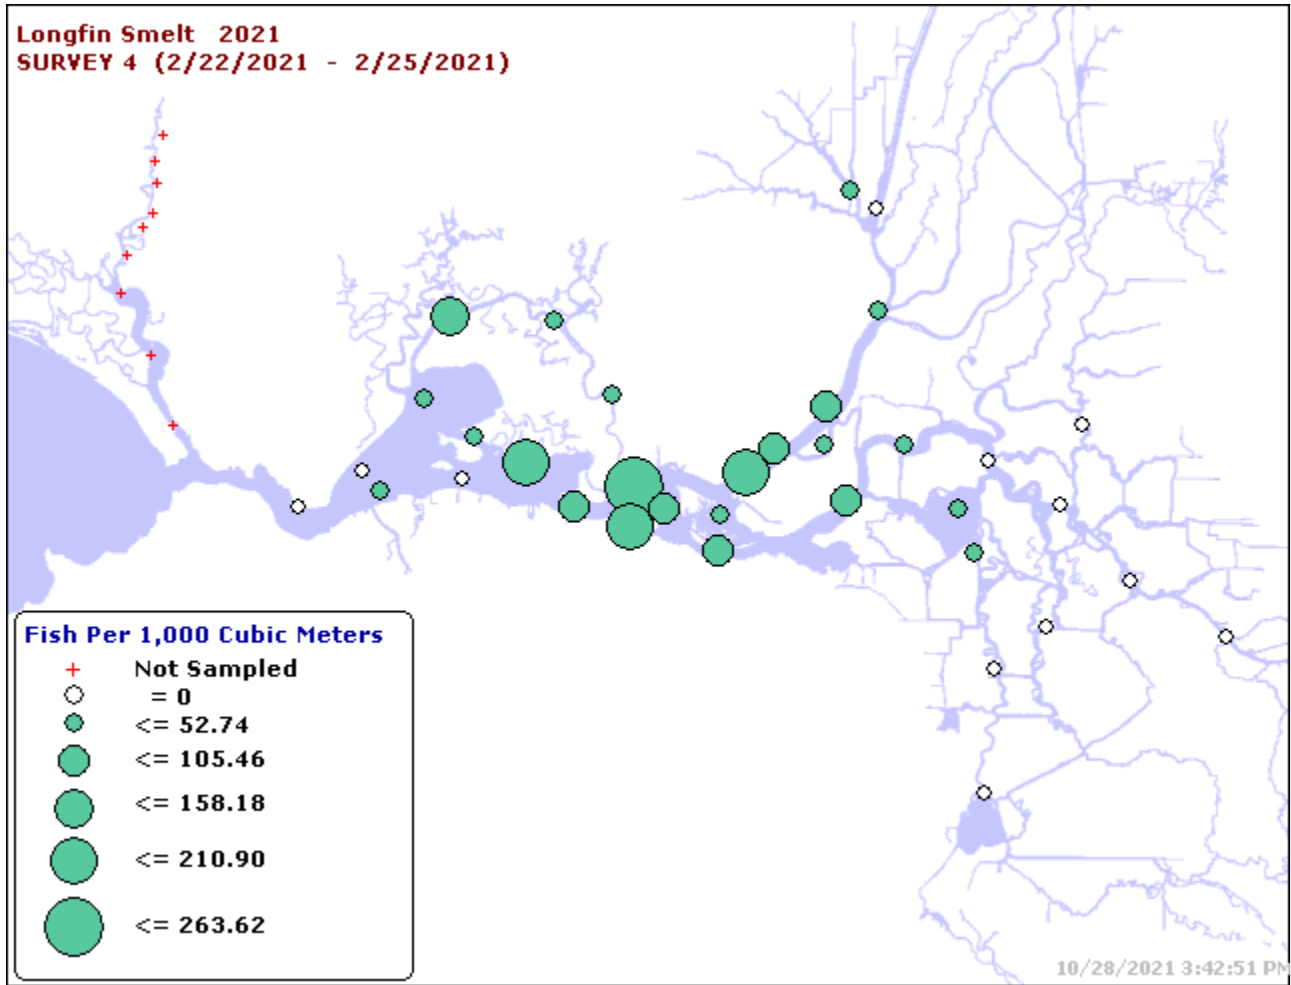 Longfin Smelt 2021
SURVEY 4 (2/22/2021 - 2/25/2021)
Fish Per 1,000 Cubic Meters
Not Sampled
= 0
<= 52.74
<= 105.46
<= 158.18
<= 210.90
<= 263.62
10/28/2021 3:42:51 PM